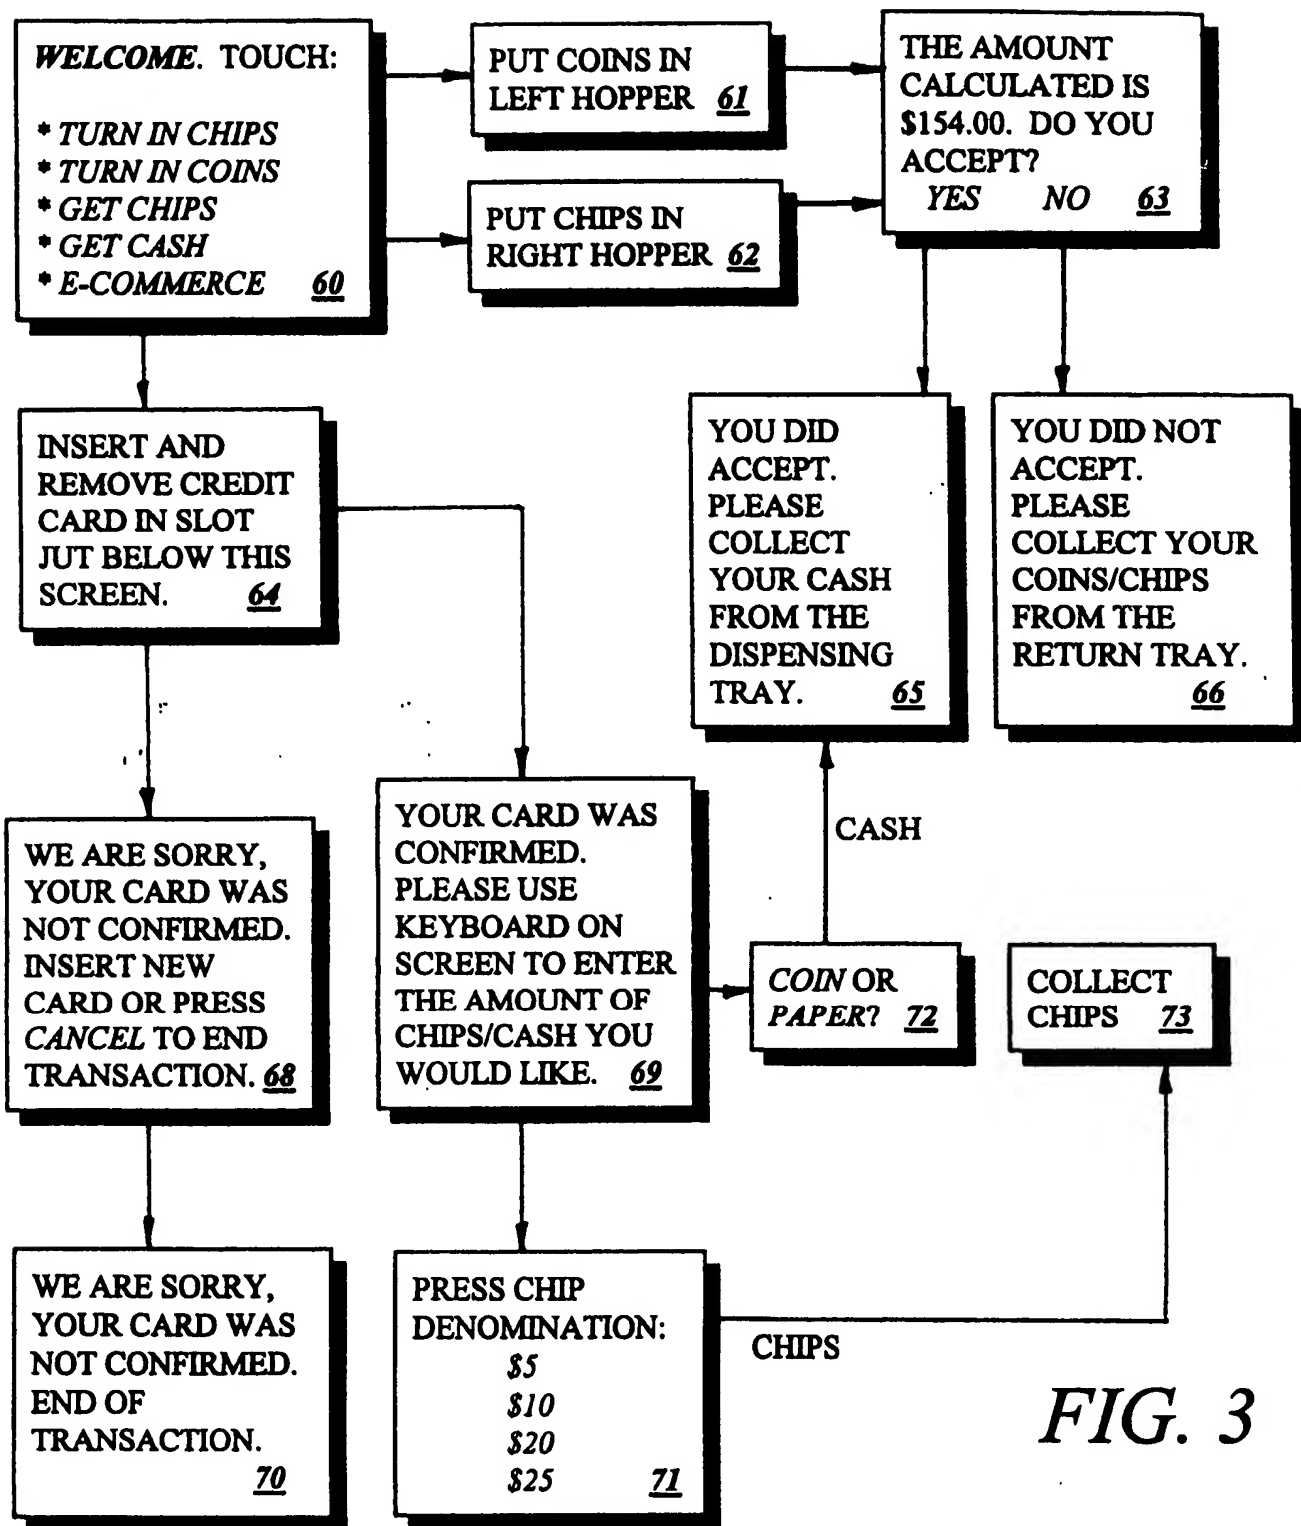 WELCOME. TOUCH:
* TURN IN CHIPS
* TURN IN COINS
* GET CHIPS
* GET CASH
* E-COMMERCE 60
PUT COINS IN
LEFT HOPPER 61
PUT CHIPS IN
RIGHT HOPPER 62
THE AMOUNT
CALCULATED IS
$154.00. DO YOU
ACCEPT?
YES NO 63
INSERT AND
REMOVE CREDIT
CARD IN SLOT
JUT BELOW THIS
SCREEN. 64
YOU DID
ACCEPT.
PLEASE
COLLECT
YOUR CASH
FROM THE
DISPENSING
TRAY. 65
YOU DID NOT
ACCEPT.
PLEASE
COLLECT YOUR
COINS/CHIPS
FROM THE
RETURN TRAY.
66
WE ARE SORRY,
YOUR CARD WAS
NOT CONFIRMED.
INSERT NEW
CARD OR PRESS
CANCEL TO END
TRANSACTION. 68
YOUR CARD WAS
CONFIRMED.
PLEASE USE
KEYBOARD ON
SCREEN TO ENTER
THE AMOUNT OF
CHIPS/CASH YOU
WOULD LIKE. 69
CASH
COIN OR
PAPER? 72
COLLECT
CHIPS 73
WE ARE SORRY,
YOUR CARD WAS
NOT CONFIRMED.
END OF
TRANSACTION.
70
PRESS CHIP
DENOMINATION:
$5
$10
$20
$25 71
CHIPS
FIG. 3